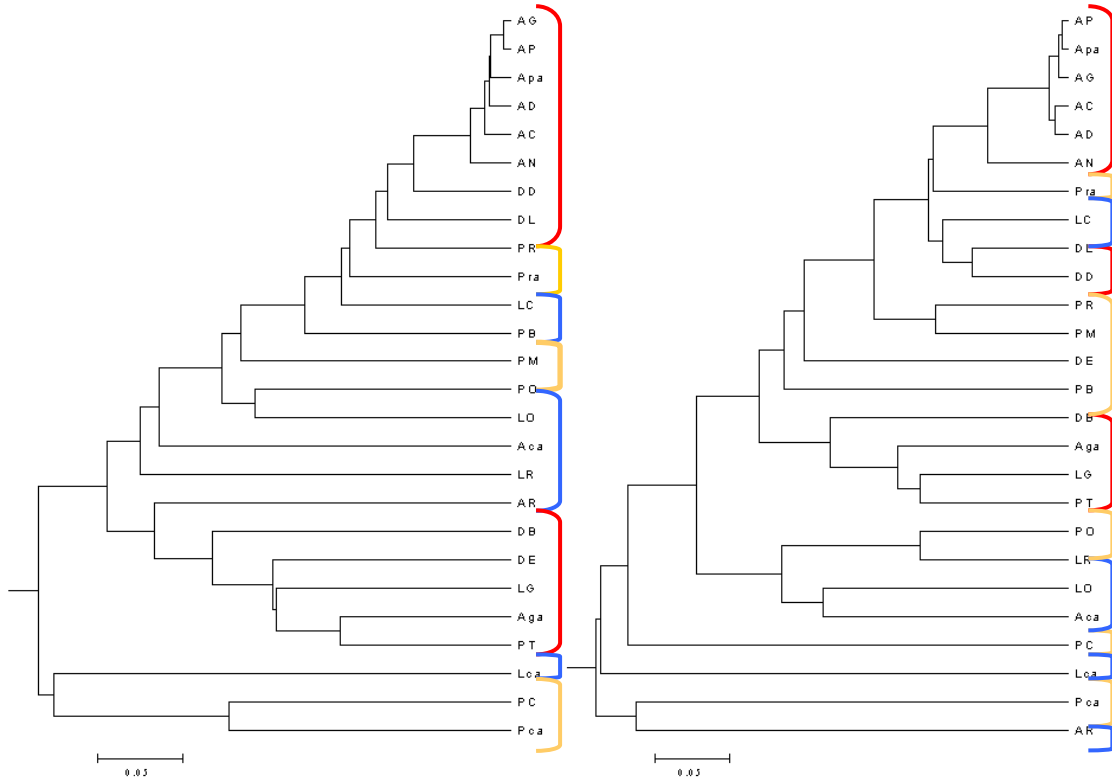 AG
AP
Apa
AD
AC
AN
DD
DL
PR
Pra
LC
PB
PM
PO
LO
Aca
LR
AR
DB
DE
LG
Aga
PT
Lca
PC
Pca
0.05
AP
Apa
AG
AC
AD
AN
Pra
LC
DL
DD
PR
PM
DE
PB
DB
Aga
LG
PT
PO
LR
LO
Aca
PC
Lca
Pca
AR
0.05